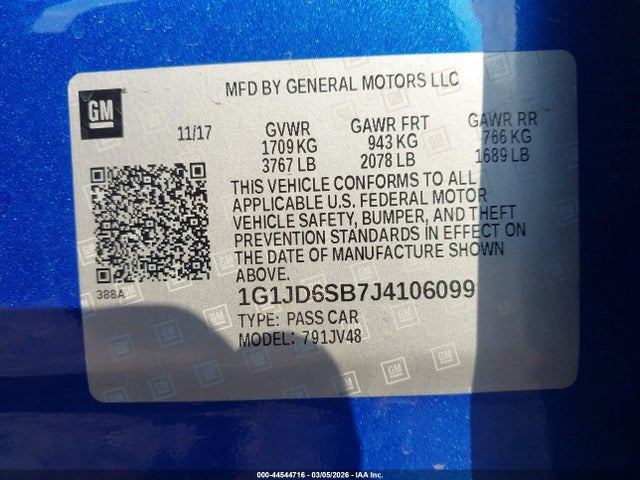 GM
MFD BY GENERAL MOTORS LLC
11/17
GVWR GAWR FRT GAWR RR
1709 KG 943 KG 766 KG
3767 LB 2078 LB 1689 LB
THIS VEHICLE CONFORMS TO ALL
APPLICABLE U.S. FEDERAL MOTOR
VEHICLE SAFETY, BUMPER, AND THEFT
PREVENTION STANDARDS IN EFFECT ON
THE DATE OF MANUFACTURE SHOWN
ABOVE.
388A
1G1JD6SB7J4106099
TYPE: PASS CAR
MODEL: 791JV48
000-44544716 - 03/05/2026 - IAA Inc.